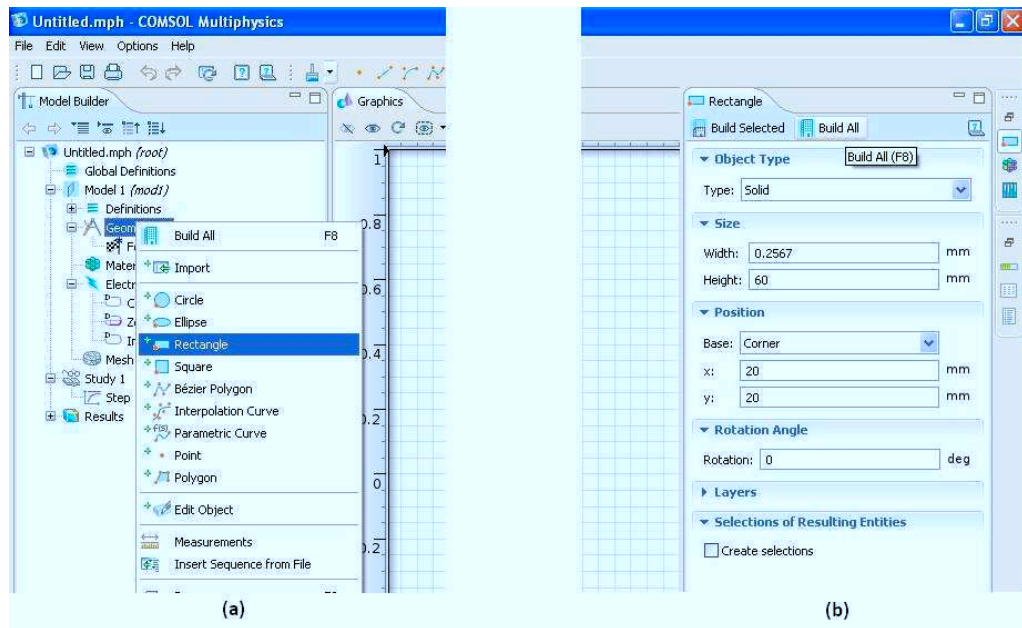 Untitled.mph - COMSOL Multiphysics
File Edit View Options Help
Model Builder
Untitled.mph (root)
Global Definitions
Model 1 (mod1)
Definitions
Geom
Mater
Electr
Mesh
Study 1
Step
Results
Build All F8
Import
Circle
Ellipse
Rectangle
Square
Bézier Polygon
Interpolation Curve
Parametric Curve
Point
Polygon
Edit Object
Measurements
Insert Sequence from File
Graphics
1
0.8
0.6
0.4
0.2
0
0.2
(a)
Rectangle
Build Selected Build All
Build All (F8)
Object Type
Type: Solid
Size
Width: 0.2567 mm
Height: 60 mm
Position
Base: Corner
x: 20 mm
y: 20 mm
Rotation Angle
Rotation: 0 deg
Layers
Selections of Resulting Entities
Create selections
(b)